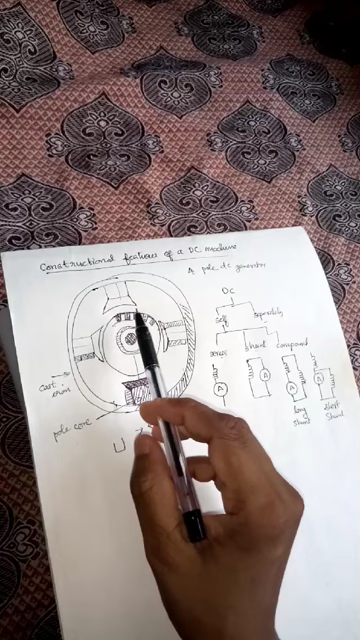 Constructional features of a DC machine
4 pole dc generator
DC
self
separately
series
shunt
compound
A
A
A
A
Cast
iron
pole core
long
shunt
short
shunt